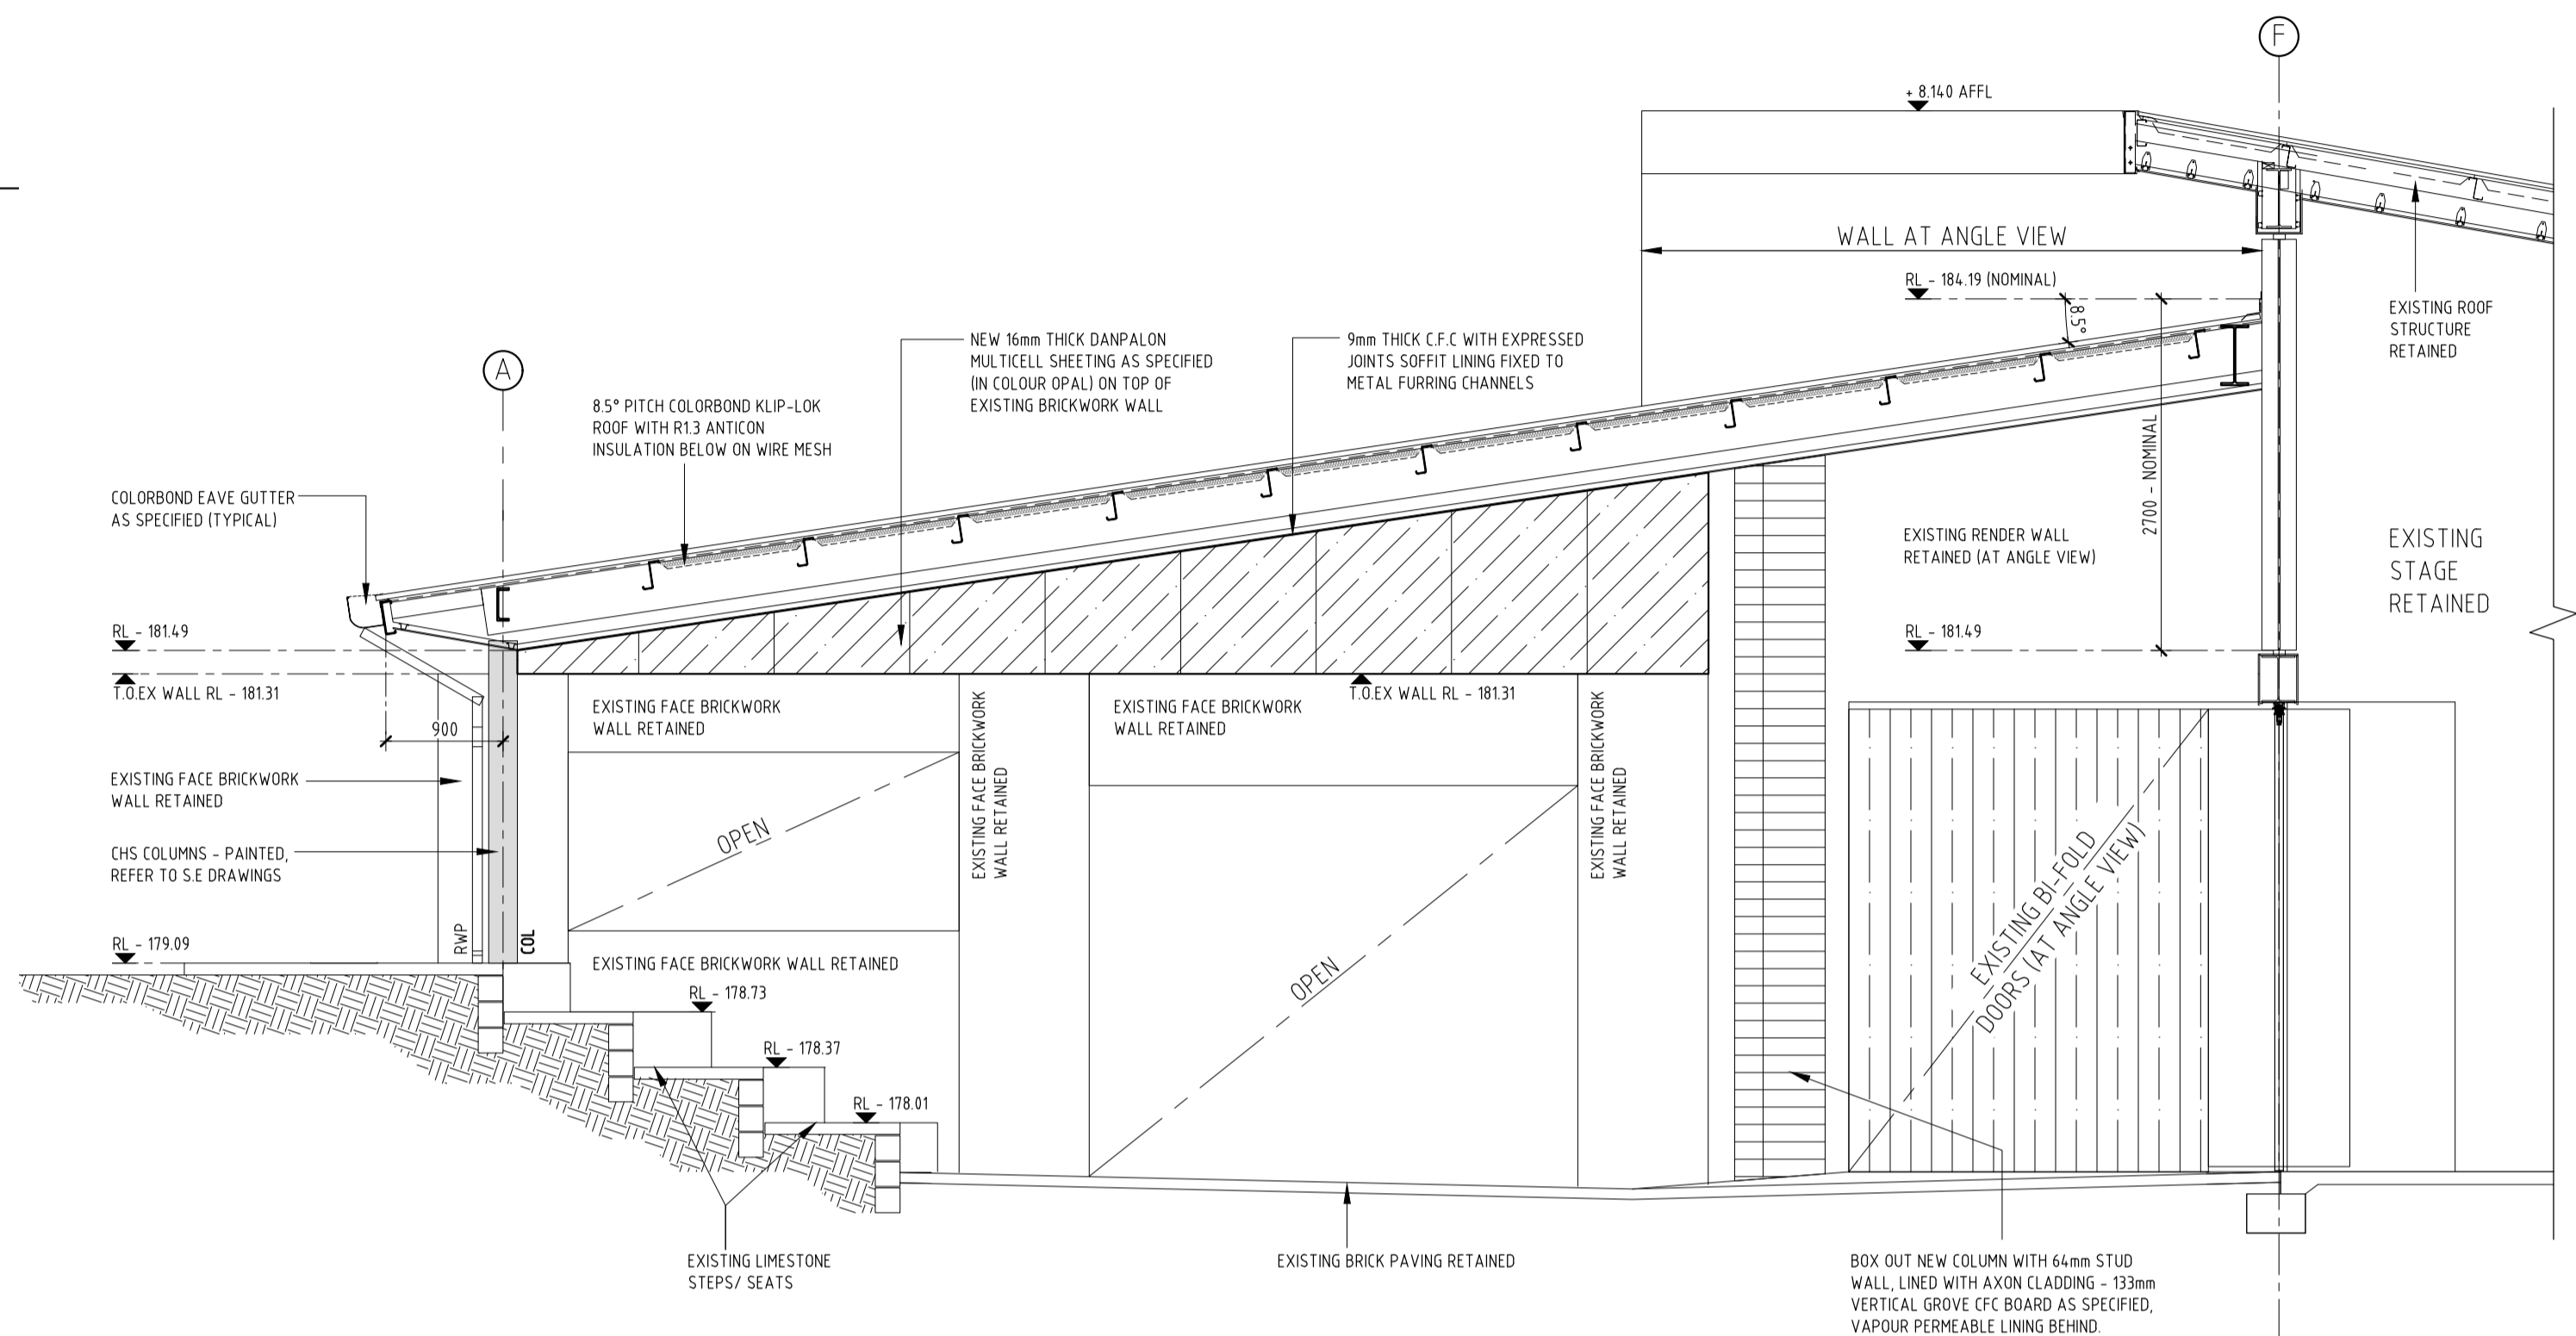 F
+ 8.140 AFFL
WALL AT ANGLE VIEW
RL - 184.19 (NOMINAL)
8.5°
EXISTING ROOF
STRUCTURE
RETAINED
A
NEW 16mm THICK DANPALON
MULTICELL SHEETING AS SPECIFIED
(IN COLOUR OPAL) ON TOP OF
EXISTING BRICKWORK WALL
9mm THICK C.F.C WITH EXPRESSED
JOINTS SOFFIT LINING FIXED TO
METAL FURRING CHANNELS
8.5° PITCH COLORBOND KLIP-LOK
ROOF WITH R1.3 ANTICON
INSULATION BELOW ON WIRE MESH
COLORBOND EAVE GUTTER
AS SPECIFIED (TYPICAL)
2700 - NOMINAL
EXISTING RENDER WALL
RETAINED (AT ANGLE VIEW)
EXISTING
STAGE
RETAINED
RL - 181.49
RL - 181.49
T.O.EX WALL RL - 181.31
T.O.EX WALL RL - 181.31
EXISTING FACE BRICKWORK
WALL RETAINED
EXISTING FACE BRICKWORK
WALL RETAINED
EXISTING FACE BRICKWORK
WALL RETAINED
EXISTING FACE BRICKWORK
WALL RETAINED
900
EXISTING FACE BRICKWORK
WALL RETAINED
OPEN
CHS COLUMNS - PAINTED,
REFER TO S.E DRAWINGS
RWP
COL
RL - 179.09
EXISTING FACE BRICKWORK WALL RETAINED
OPEN
EXISTING BI-FOLD
DOORS (AT ANGLE VIEW)
RL - 178.73
RL - 178.37
RL - 178.01
EXISTING LIMESTONE
STEPS/ SEATS
EXISTING BRICK PAVING RETAINED
BOX OUT NEW COLUMN WITH 64mm STUD
WALL, LINED WITH AXON CLADDING - 133mm
VERTICAL GROVE CFC BOARD AS SPECIFIED,
VAPOUR PERMEABLE LINING BEHIND.